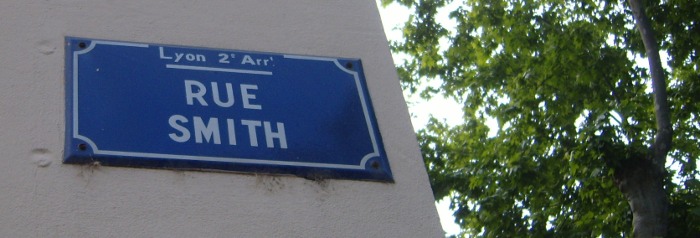 Lyon 2e Arrt
RUE
SMITH